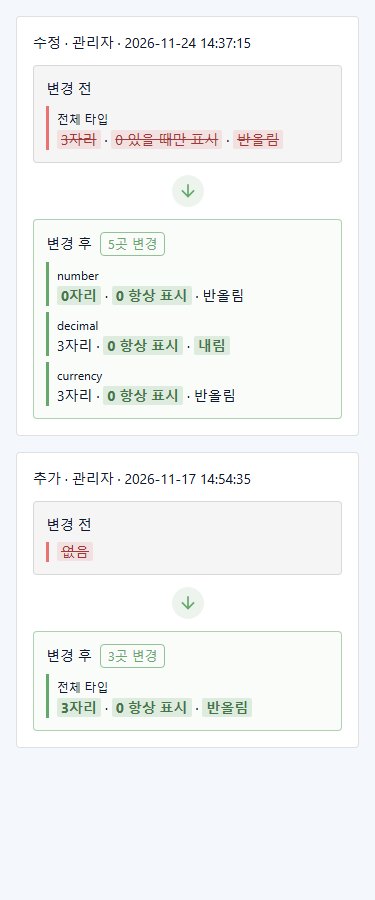 수정 · 관리자 · 2026-11-24 14:37:15
변경 전
전체 타입
3자리 · 0 있을 때만 표시 · 반올림
변경 후 5곳 변경
number
0자리 · 0 항상 표시 · 반올림
decimal
3자리 · 0 항상 표시 · 내림
currency
3자리 · 0 항상 표시 · 반올림
추가 · 관리자 · 2026-11-17 14:54:35
변경 전
없음
변경 후 3곳 변경
전체 타입
3자리 · 0 항상 표시 · 반올림